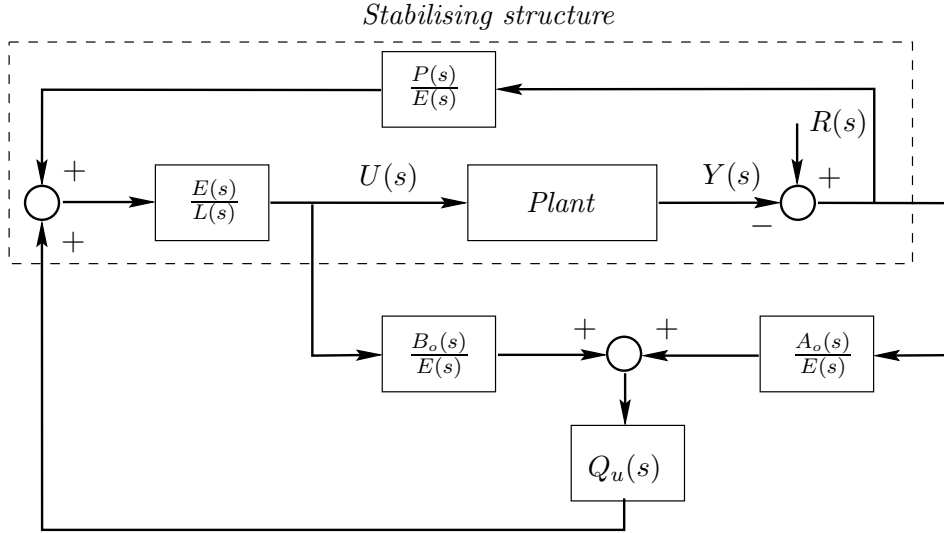 Stabilising structure
P(s)
E(s)
R(s)
+
E(s)
L(s)
U(s)
Plant
Y(s)
+
+
−
B_o(s)
E(s)
+
+
A_o(s)
E(s)
Q_u(s)